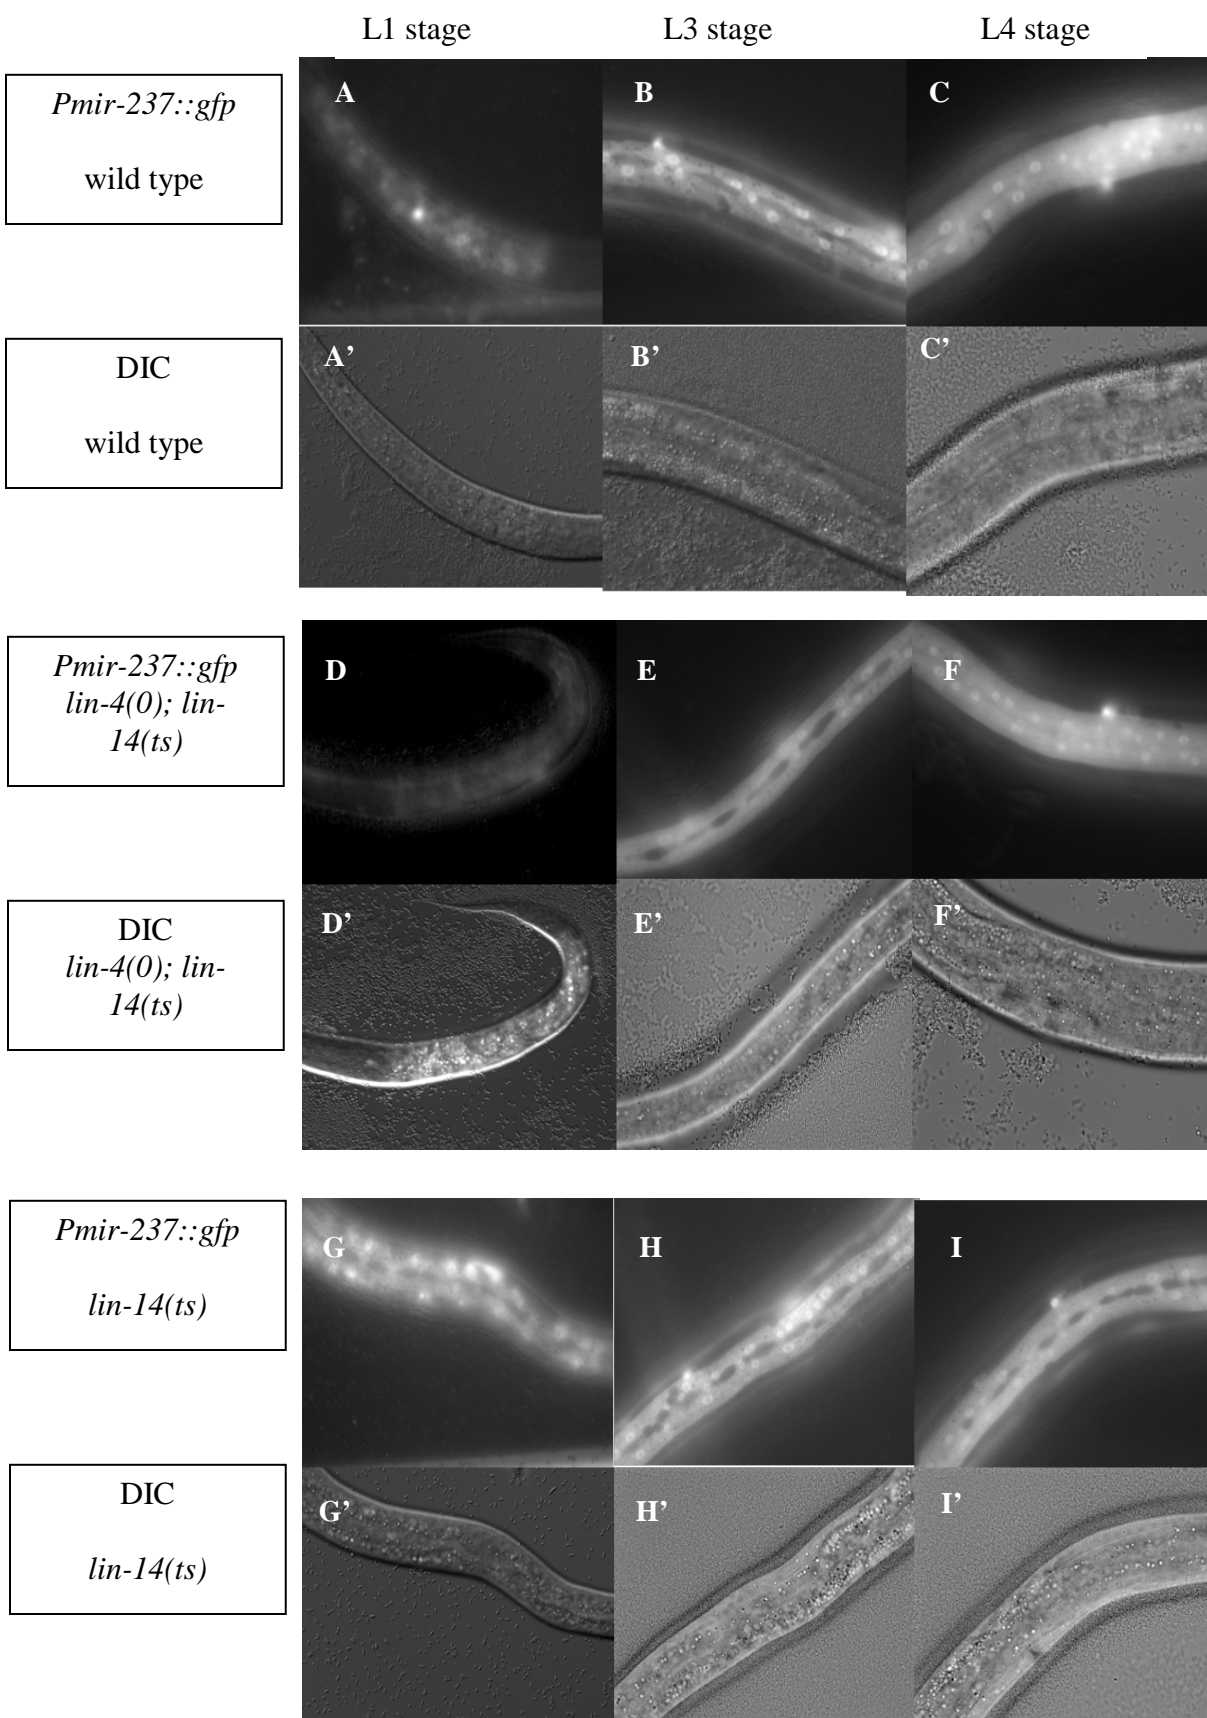 L1 stage L3 stage L4 stage
Pmir-237::gfp
wild type
A B C
DIC
wild type
A’ B’ C’
Pmir-237::gfp
lin-4(0); lin-
14(ts)
D E F
DIC
lin-4(0); lin-
14(ts)
D’ E’ F’
Pmir-237::gfp
lin-14(ts)
G H I
DIC
lin-14(ts)
G’ H’ I’